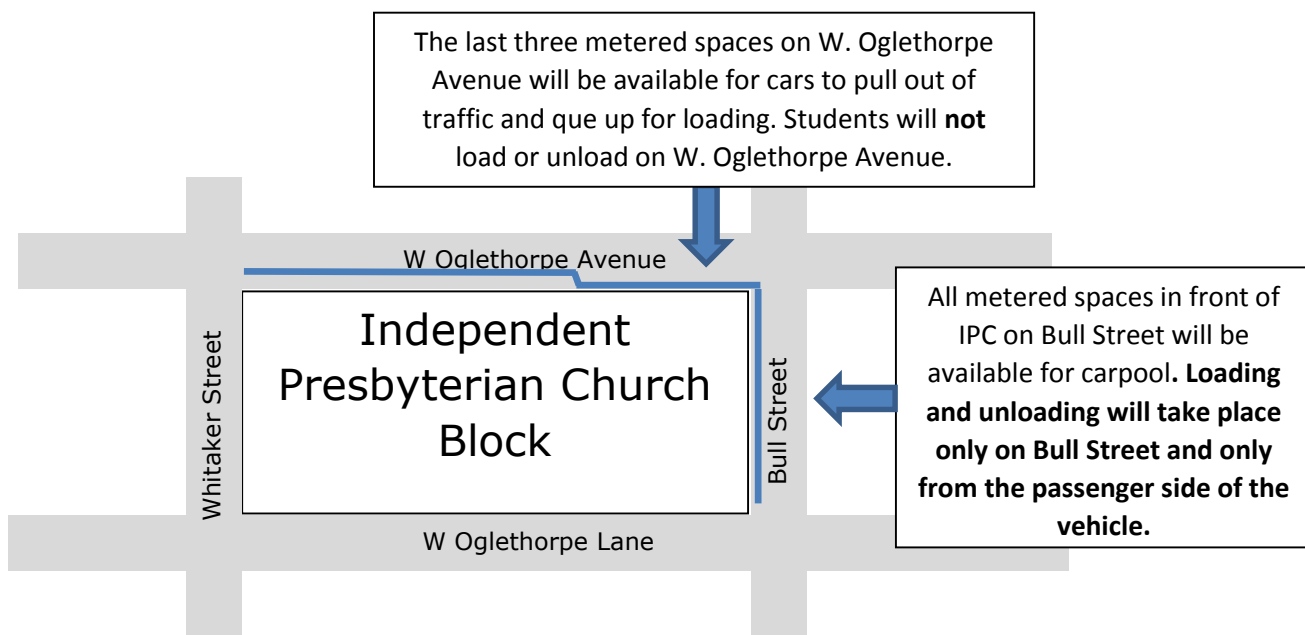 The last three metered spaces on W. Oglethorpe
Avenue will be available for cars to pull out of
traffic and que up for loading. Students will not
load or unload on W. Oglethorpe Avenue.
W Oglethorpe Avenue
Independent
Presbyterian Church
Block
Whitaker Street
Bull Street
All metered spaces in front of
IPC on Bull Street will be
available for carpool. Loading
and unloading will take place
only on Bull Street and only
from the passenger side of the
vehicle.
W Oglethorpe Lane